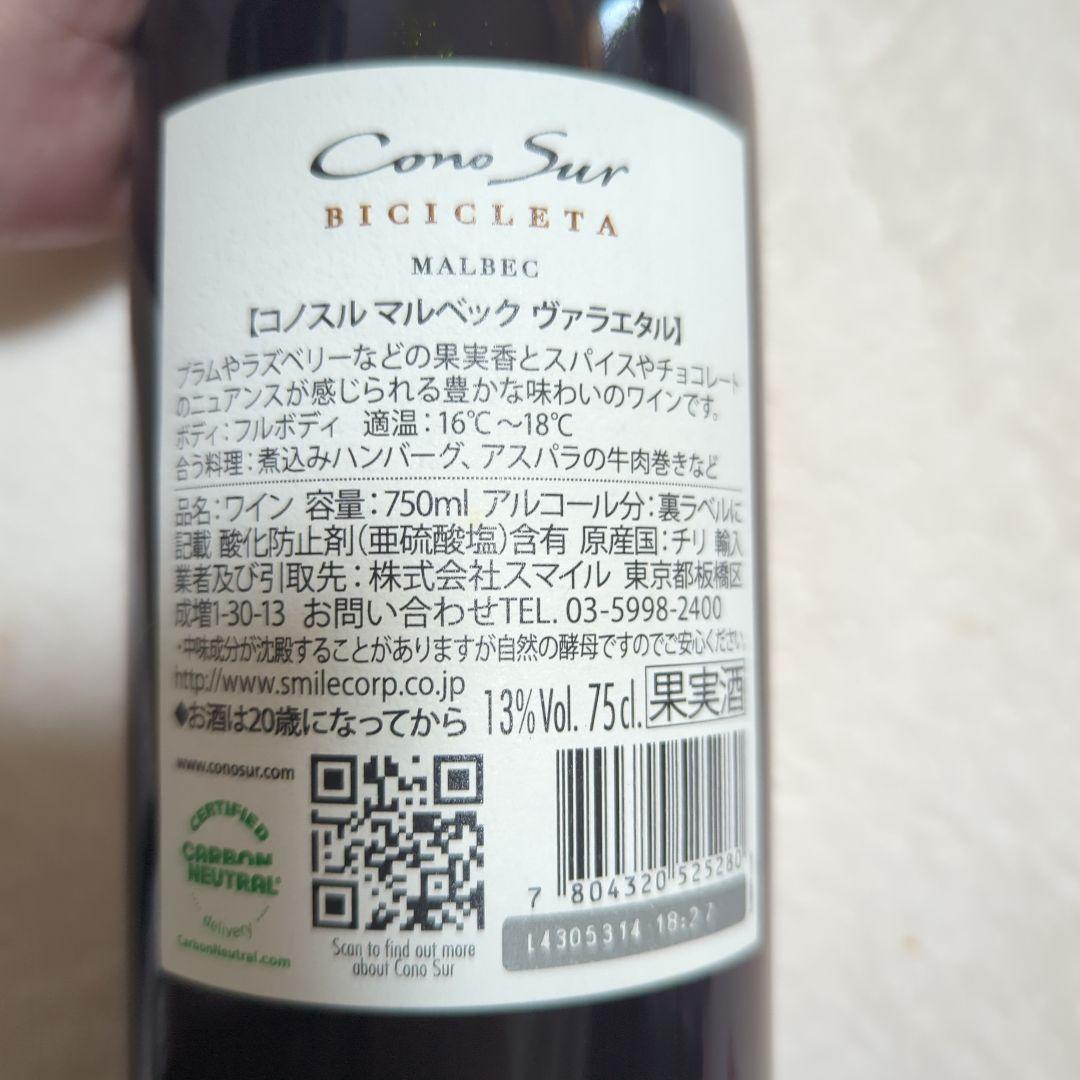 Cono Sur
BICICLETA
MALBEC
【コノスル マルベック ヴァラエタル】
プラムやラズベリーなどの果実香とスパイスやチョコレート
のニュアンスが感じられる豊かな味わいのワインです。
ボディ：フルボディ 適温：16℃～18℃
合う料理：煮込みハンバーグ、アスパラの牛肉巻きなど
品名：ワイン 容量：750ml アルコール分：裏ラベルに
記載 酸化防止剤（亜硫酸塩）含有 原産国：チリ 輸入
業者及び引取先：株式会社スマイル 東京都板橋区
成増1-30-13 お問い合わせTEL. 03-5998-2400
・中味成分が沈殿することがありますが自然の酵母ですのでご安心ください。
http://www.smilecorp.co.jp
◆お酒は20歳になってから
13%Vol. 75cl. 果実酒
www.conosur.com
CERTIFIED
CARBON
NEUTRAL®
delivery
CarbonNeutral.com
Scan to find out more
about Cono Sur
7 804320 525280
L4305314 18:27